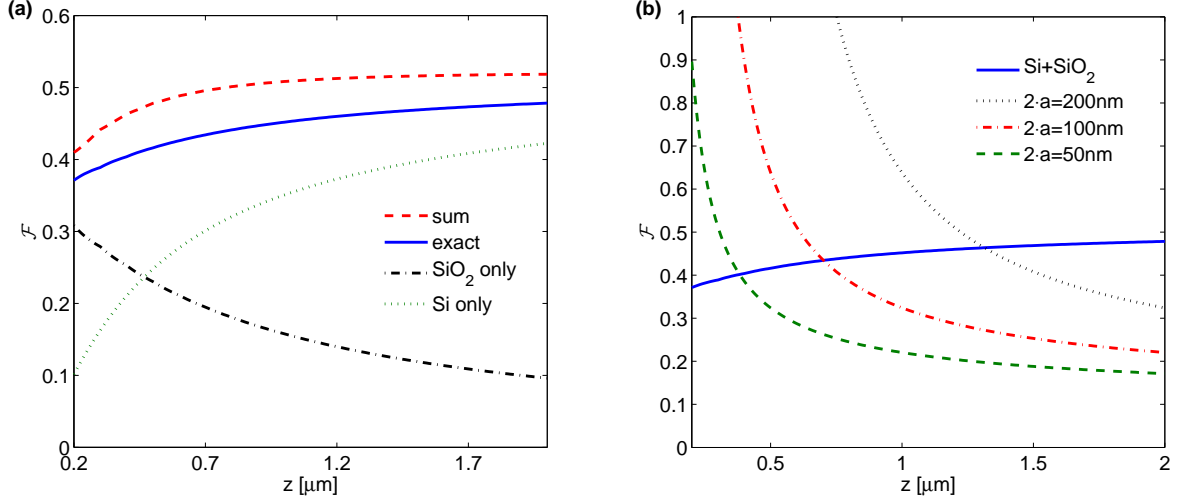 (a)
0.6
0.5
0.4
0.3
0.2
0.1
0
ℱ
sum
exact
SiO₂ only
Si only
0.2 0.7 1.2 1.7
z [μm]
(b)
1
0.9
0.8
0.7
0.6
0.5
0.4
0.3
0.2
0.1
0
ℱ
Si+SiO₂
2·a=200nm
2·a=100nm
2·a=50nm
0.5 1 1.5 2
z [μm]